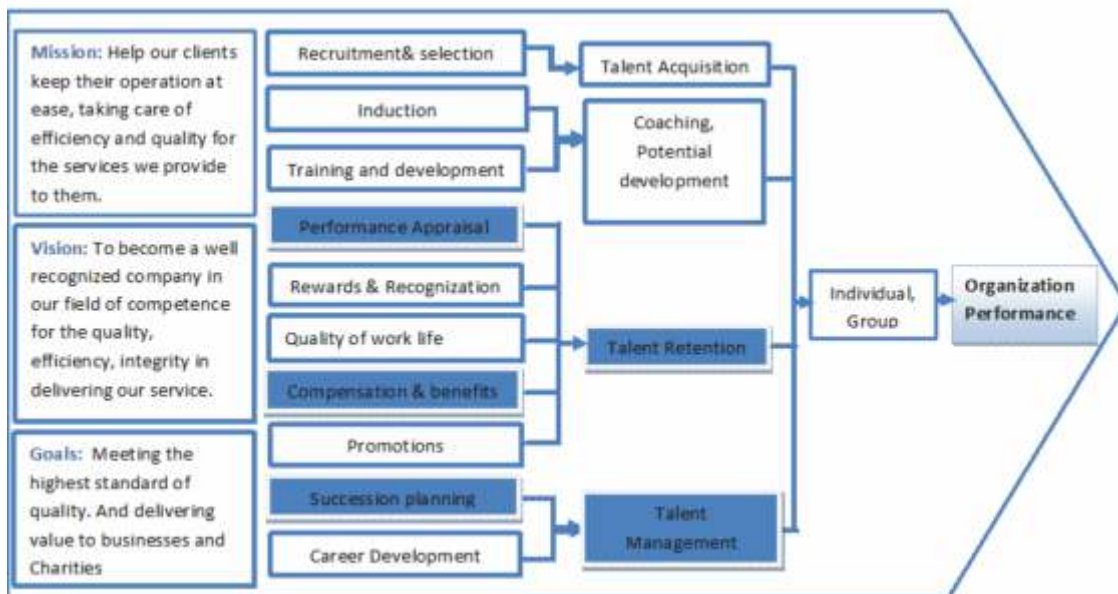 Mission: Help our clients
keep their operation at
ease, taking care of
efficiency and quality for
the services we provide
to them.
Vision: To become a well
recognized company in
our field of competence
for the quality,
efficiency, integrity in
delivering our service.
Goals: Meeting the
highest standard of
quality. And delivering
value to businesses and
Charities
Recruitment& selection
Induction
Training and development
Performance Appraisal
Rewards & Recognization
Quality of work life
Compensation & benefits
Promotions
Succession planning
Career Development
Talent Acquisition
Coaching,
Potential
development
Talent Retention
Talent
Management
Individual,
Group
Organization
Performance